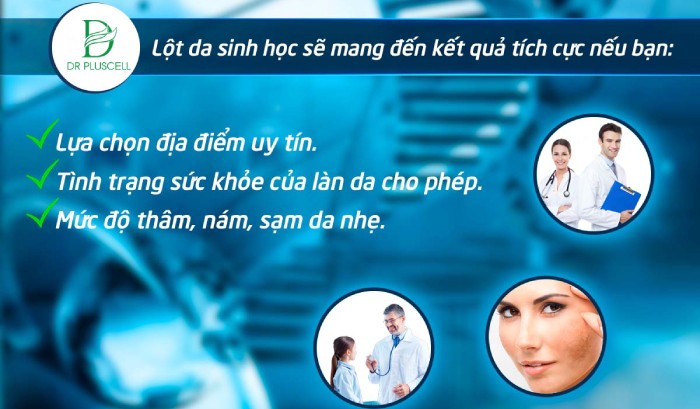 DR PLUSCELL
Lột da sinh học sẽ mang đến kết quả tích cực nếu bạn:
Lựa chọn địa điểm uy tín.
Tình trạng sức khỏe của làn da cho phép.
Mức độ thâm, nám, sạm da nhẹ.